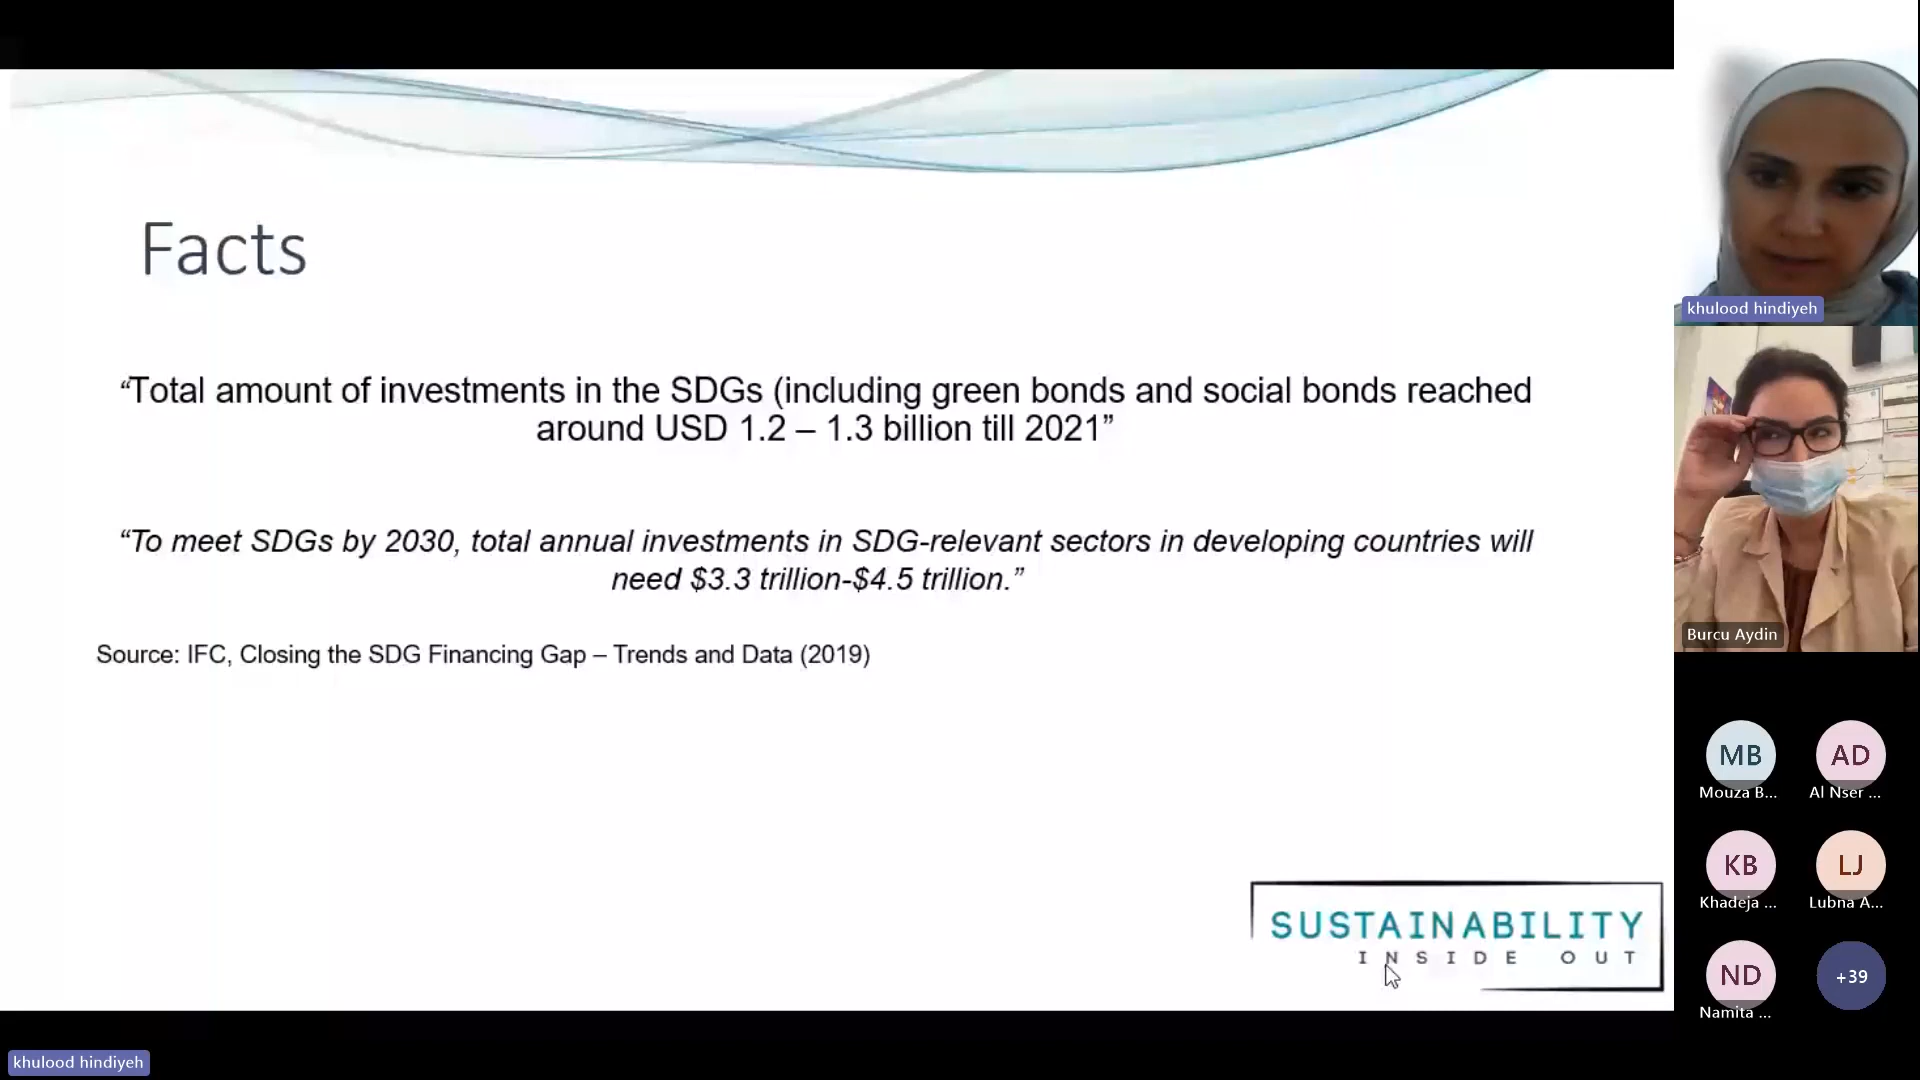 Facts
“Total amount of investments in the SDGs (including green bonds and social bonds reached
around USD 1.2 – 1.3 billion till 2021”
“To meet SDGs by 2030, total annual investments in SDG-relevant sectors in developing countries will
need $3.3 trillion-$4.5 trillion.”
Source: IFC, Closing the SDG Financing Gap – Trends and Data (2019)
SUSTAINABILITY
INSIDE OUT
khulood hindiyeh
khulood hindiyeh
Burcu Aydin
MB
Mouza B...
AD
Al Nser ...
KB
Khadeja ...
LJ
Lubna A...
ND
Namita ...
+39